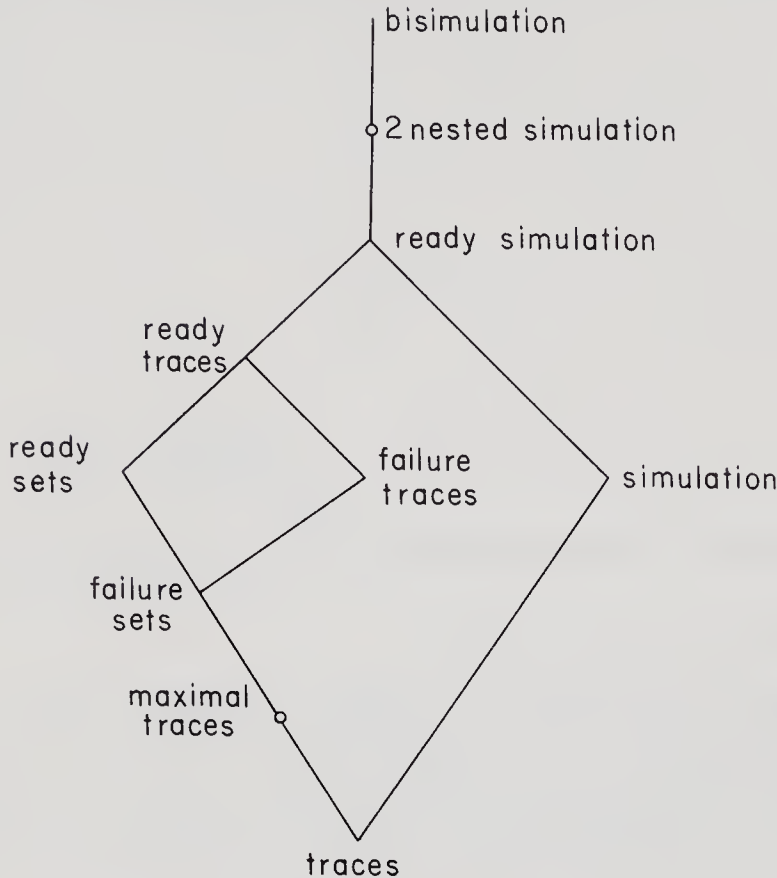 bisimulation
2 nested simulation
ready simulation
ready
traces
ready
sets
failure
traces
simulation
failure
sets
maximal
traces
traces